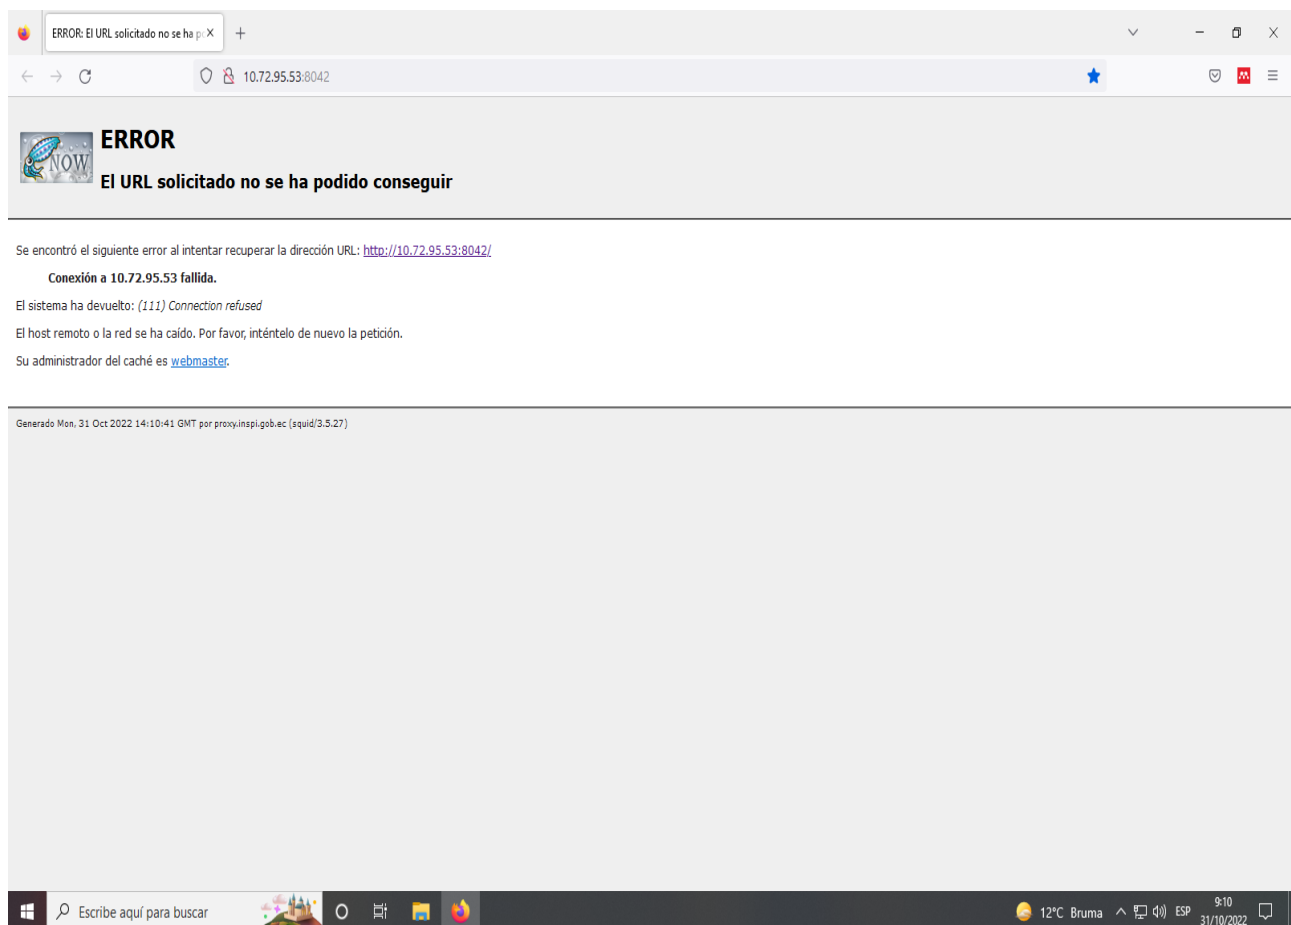 ERROR: El URL solicitado no se ha po
10.72.95.53:8042
NOW
ERROR
El URL solicitado no se ha podido conseguir
Se encontró el siguiente error al intentar recuperar la dirección URL: http://10.72.95.53:8042/
Conexión a 10.72.95.53 fallida.
El sistema ha devuelto: (111) Connection refused
El host remoto o la red se ha caído. Por favor, inténtelo de nuevo la petición.
Su administrador del caché es webmaster.
Generado Mon, 31 Oct 2022 14:10:41 GMT por proxy.inspi.gob.ec (squid/3.5.27)
Escribe aquí para buscar
12°C Bruma
ESP
9:10
31/10/2022